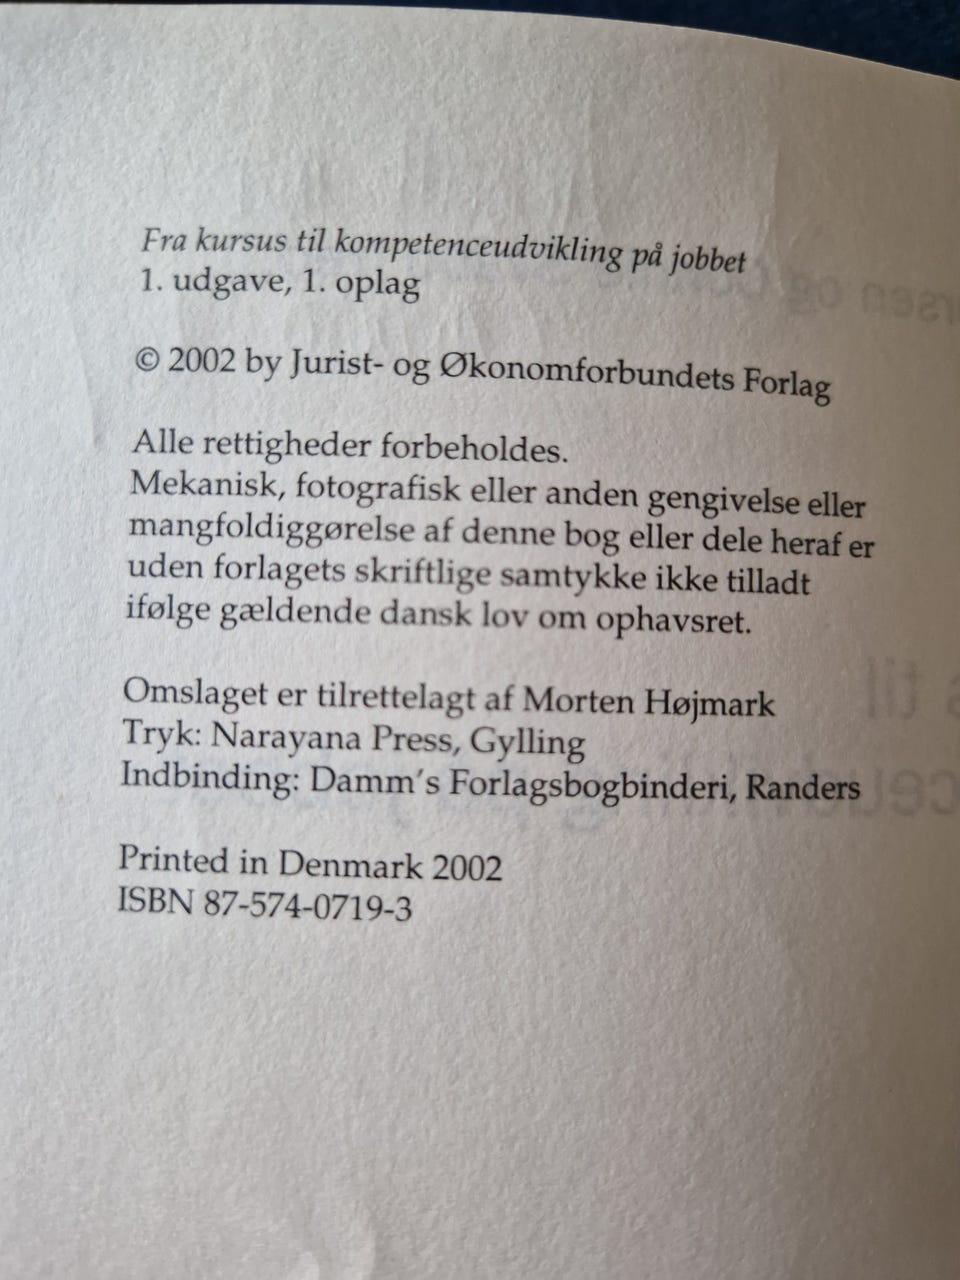 Fra kursus til kompetenceudvikling på jobbet
1. udgave, 1. oplag
© 2002 by Jurist- og Økonomforbundets Forlag
Alle rettigheder forbeholdes.
Mekanisk, fotografisk eller anden gengivelse eller
mangfoldiggørelse af denne bog eller dele heraf er
uden forlagets skriftlige samtykke ikke tilladt
ifølge gældende dansk lov om ophavsret.
Omslaget er tilrettelagt af Morten Højmark
Tryk: Narayana Press, Gylling
Indbinding: Damm's Forlagsbogbinderi, Randers
Printed in Denmark 2002
ISBN 87-574-0719-3